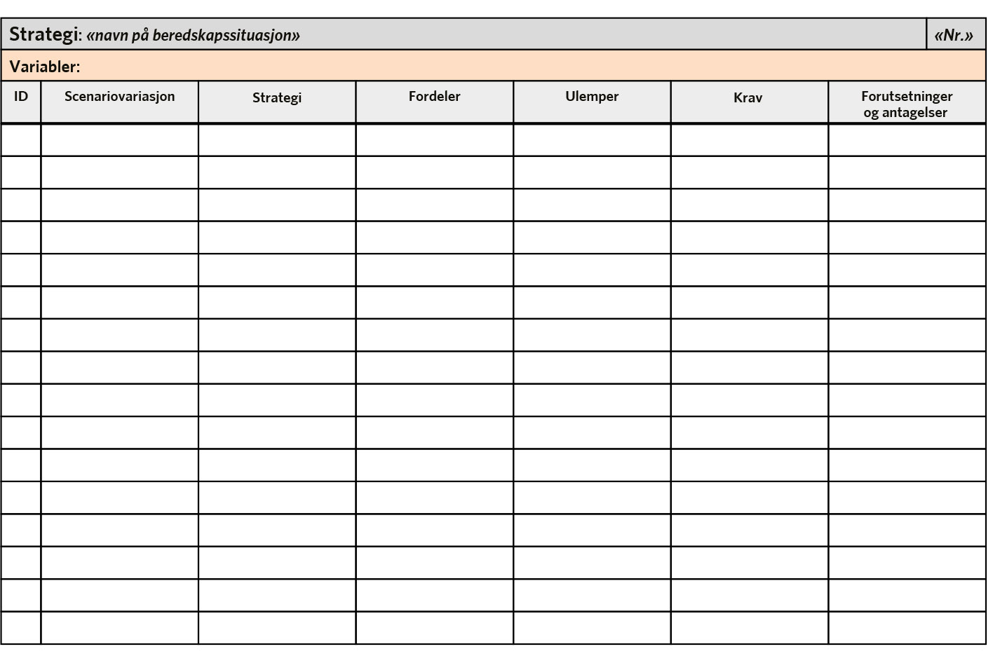 Strategi: «navn på beredskapssituasjon» «Nr.»
Variabler:
ID Scenariovariasjon Strategi Fordeler Ulemper Krav Forutsetninger
og antagelser